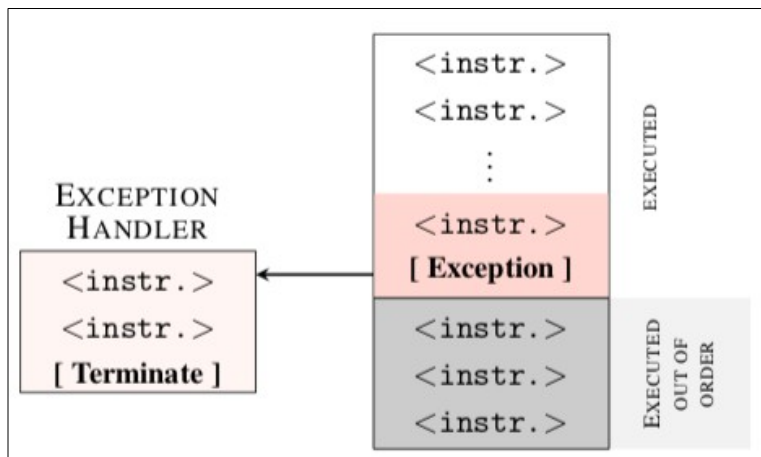 <instr.>
<instr.>
⋮
<instr.>
[ Exception ]
EXECUTED
EXCEPTION
HANDLER
<instr.>
<instr.>
[ Terminate ]
<instr.>
<instr.>
<instr.>
EXECUTED
OUT OF
ORDER